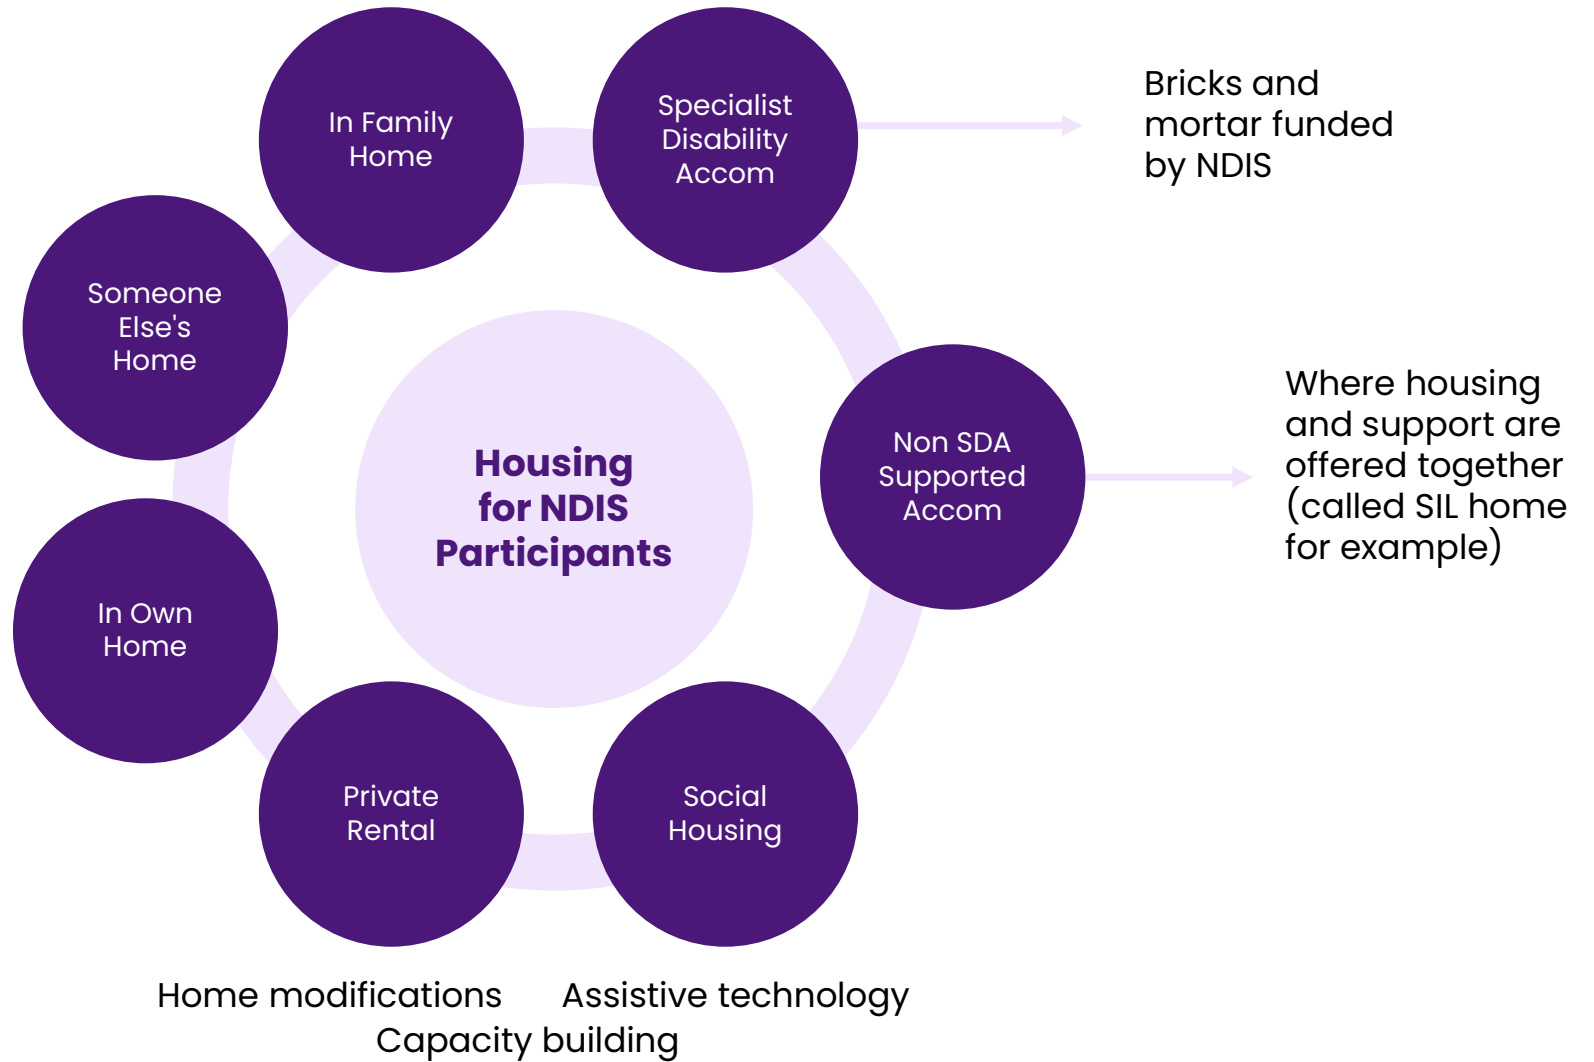 In Family
Home
Specialist
Disability
Accom
Bricks and
mortar funded
by NDIS
Someone
Else's
Home
Housing
for NDIS
Participants
Non SDA
Supported
Accom
Where housing
and support are
offered together
(called SIL home
for example)
In Own
Home
Private
Rental
Social
Housing
Home modifications
Assistive technology
Capacity building